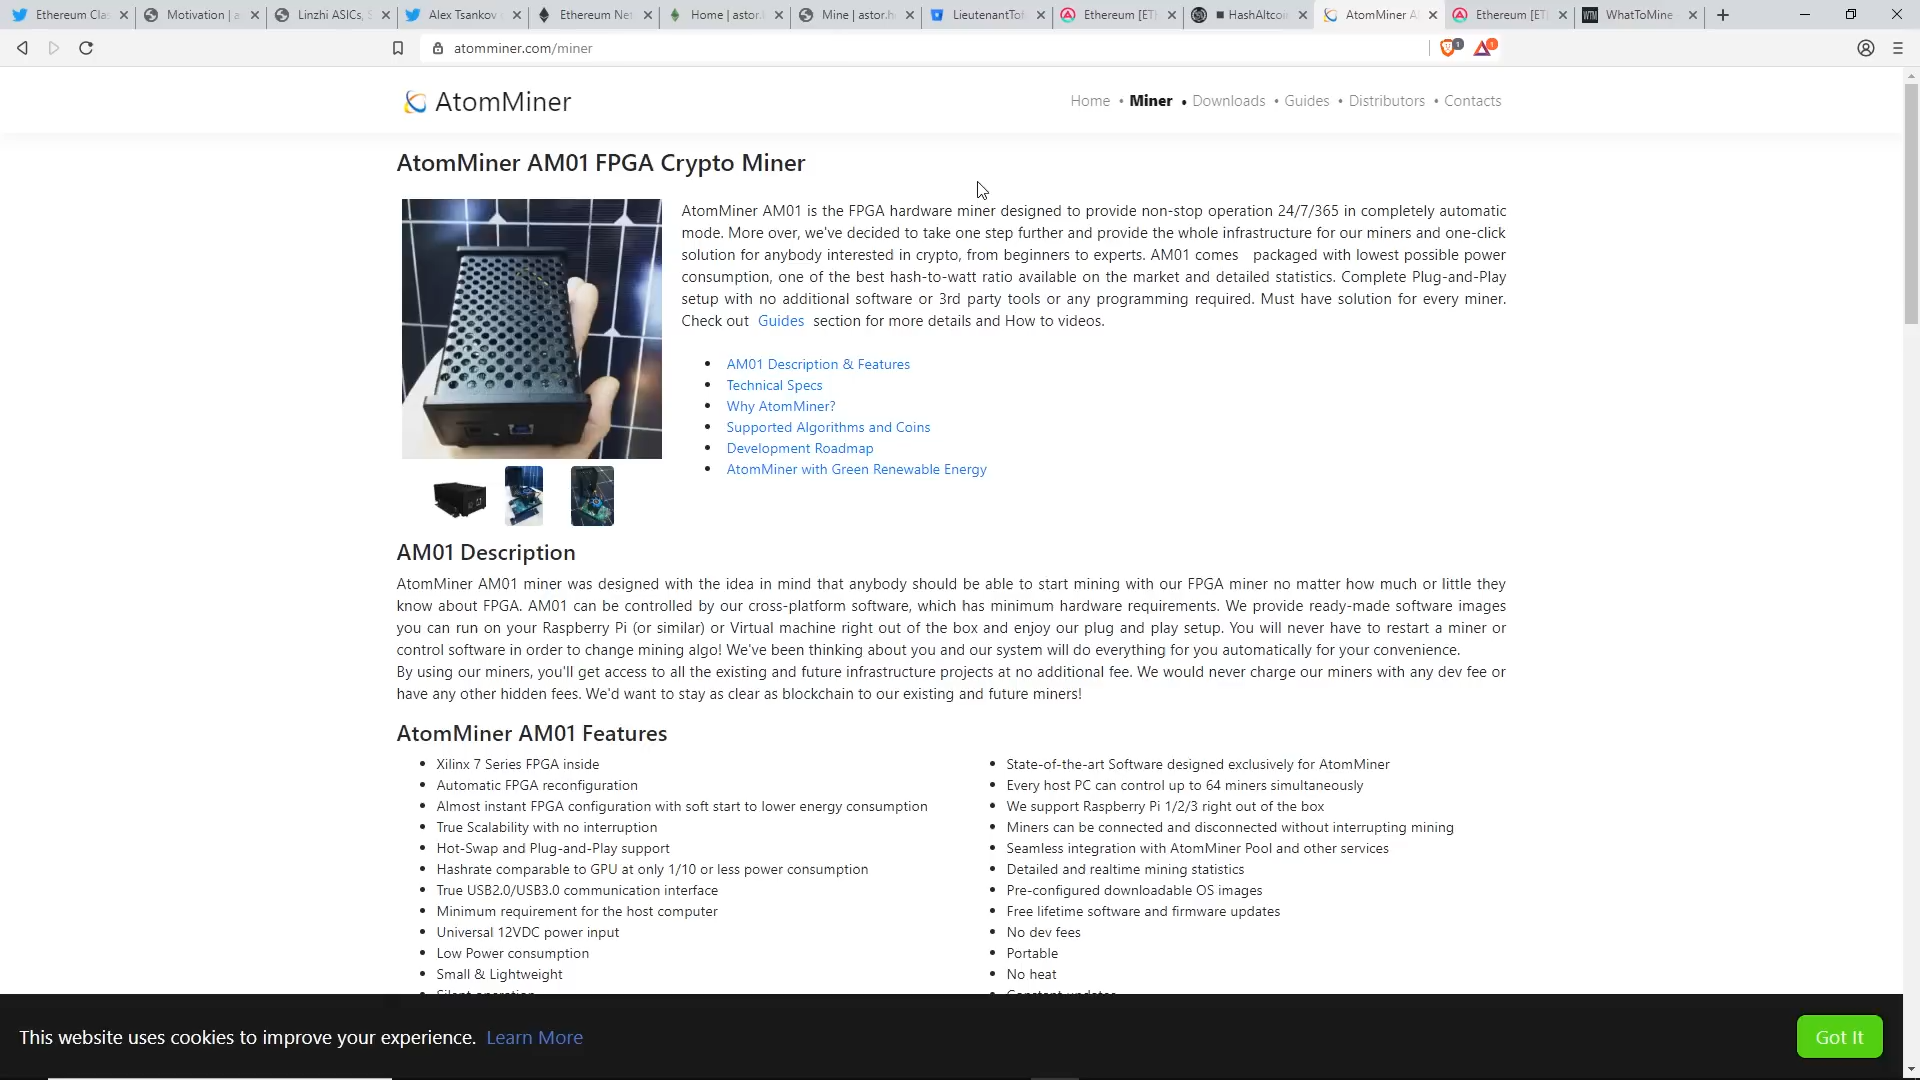 Ethereum Cla
Motivation | a
Linzhi ASICs, S
Alex Tsankov
Ethereum Net
Home | astor.
Mine | astor.h
LieutenantTof
Ethereum [ET
HashAltcoi
AtomMiner A
Ethereum [ET
WhatToMine
atomminer.com/miner
AtomMiner
Home • Miner • Downloads • Guides • Distributors • Contacts
AtomMiner AM01 FPGA Crypto Miner
AtomMiner AM01 is the FPGA hardware miner designed to provide non-stop operation 24/7/365 in completely automatic
mode. More over, we've decided to take one step further and provide the whole infrastructure for our miners and one-click
solution for anybody interested in crypto, from beginners to experts. AM01 comes packaged with lowest possible power
consumption, one of the best hash-to-watt ratio available on the market and detailed statistics. Complete Plug-and-Play
setup with no additional software or 3rd party tools or any programming required. Must have solution for every miner.
Check out Guides section for more details and How to videos.
• AM01 Description & Features
• Technical Specs
• Why AtomMiner?
• Supported Algorithms and Coins
• Development Roadmap
• AtomMiner with Green Renewable Energy
AM01 Description
AtomMiner AM01 miner was designed with the idea in mind that anybody should be able to start mining with our FPGA miner no matter how much or little they
know about FPGA. AM01 can be controlled by our cross-platform software, which has minimum hardware requirements. We provide ready-made software images
you can run on your Raspberry Pi (or similar) or Virtual machine right out of the box and enjoy our plug and play setup. You will never have to restart a miner or
control software in order to change mining algo! We've been thinking about you and our system will do everything for you automatically for your convenience.
By using our miners, you'll get access to all the existing and future infrastructure projects at no additional fee. We would never charge our miners with any dev fee or
have any other hidden fees. We'd want to stay as clear as blockchain to our existing and future miners!
AtomMiner AM01 Features
• Xilinx 7 Series FPGA inside
• Automatic FPGA reconfiguration
• Almost instant FPGA configuration with soft start to lower energy consumption
• True Scalability with no interruption
• Hot-Swap and Plug-and-Play support
• Hashrate comparable to GPU at only 1/10 or less power consumption
• True USB2.0/USB3.0 communication interface
• Minimum requirement for the host computer
• Universal 12VDC power input
• Low Power consumption
• Small & Lightweight
• Silent operation
• State-of-the-art Software designed exclusively for AtomMiner
• Every host PC can control up to 64 miners simultaneously
• We support Raspberry Pi 1/2/3 right out of the box
• Miners can be connected and disconnected without interrupting mining
• Seamless integration with AtomMiner Pool and other services
• Detailed and realtime mining statistics
• Pre-configured downloadable OS images
• Free lifetime software and firmware updates
• No dev fees
• Portable
• No heat
• Constant updates
This website uses cookies to improve your experience. Learn More
Got It